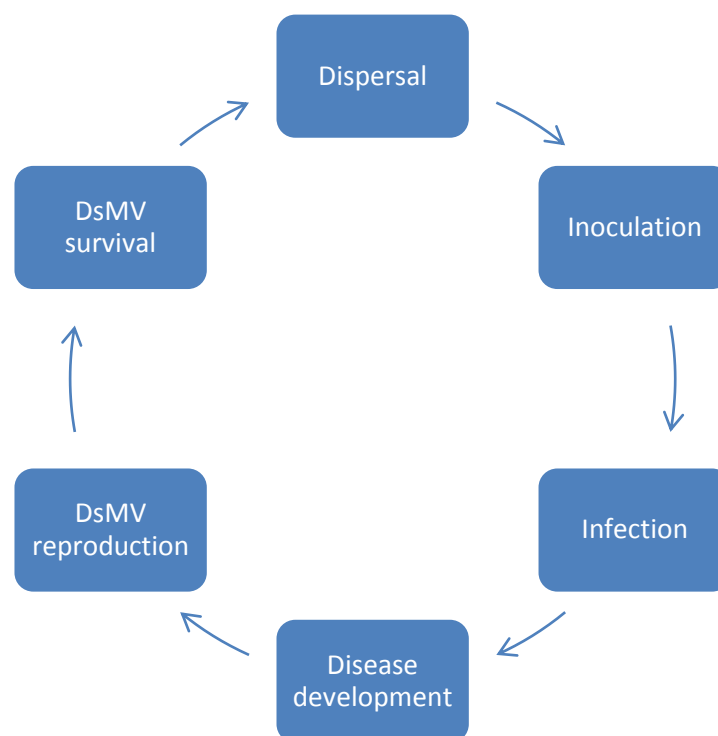 Dispersal
Inoculation
Infection
Disease
development
DsMV
reproduction
DsMV
survival